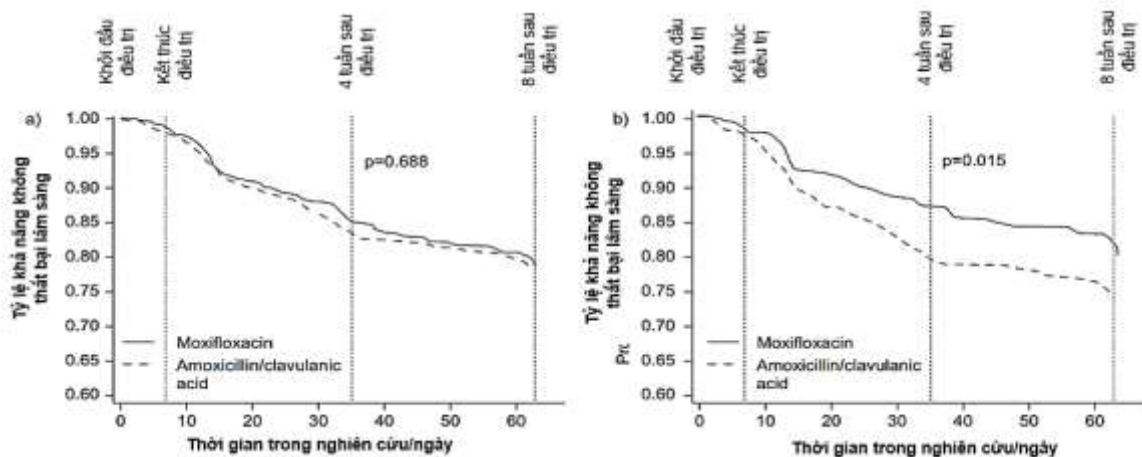 Khởi đầu
điều trị
Kết thúc
điều trị
4 tuần sau
điều trị
8 tuần sau
điều trị
a)
1.00
0.95
0.90
0.85
0.80
0.75
0.70
0.65
0.60
Tỷ lệ khả năng không
thất bại lâm sàng
p=0.688
Moxifloxacin
Amoxicillin/clavulanic
acid
0 10 20 30 40 50 60
Thời gian trong nghiên cứu/ngày
Khởi đầu
điều trị
Kết thúc
điều trị
4 tuần sau
điều trị
8 tuần sau
điều trị
b)
1.00
0.95
0.90
0.85
0.80
0.75
0.70
0.65
0.60
Tỷ lệ khả năng không
thất bại lâm sàng
p=0.015
Moxifloxacin
Amoxicillin/clavulanic
acid
0 10 20 30 40 50 60
Thời gian trong nghiên cứu/ngày